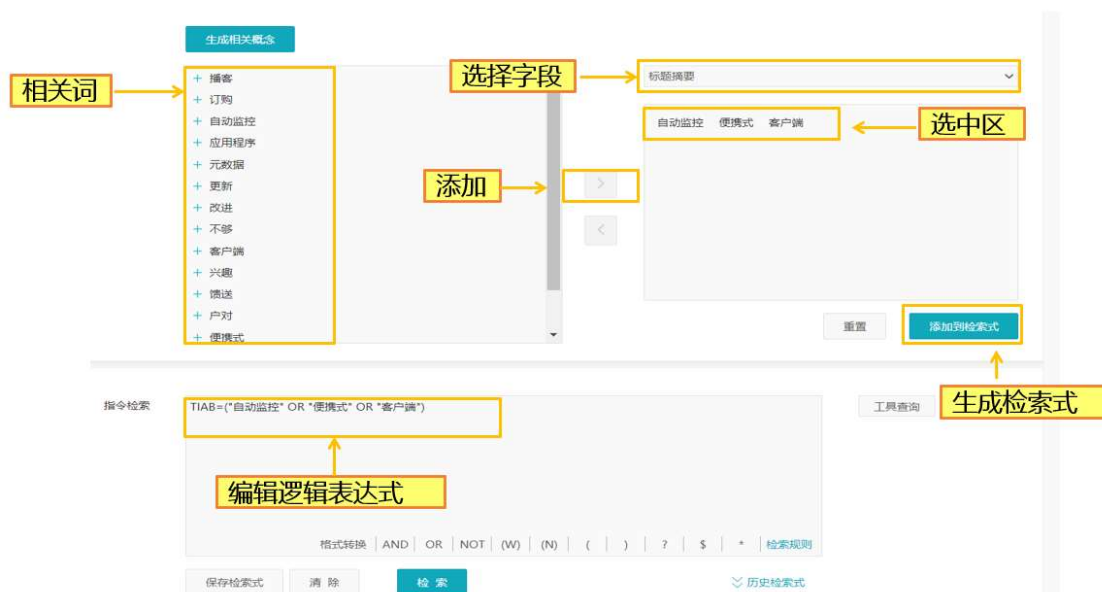 生成相关概念
相关词
+ 播客
+ 订购
+ 自动监控
+ 应用程序
+ 元数据
+ 更新
+ 改进
+ 不够
+ 客户端
+ 兴趣
+ 馈送
+ 户对
+ 便携式
选择字段
标题摘要
自动监控 便携式 客户端
选中区
添加
>
<
重置
添加到检索式
生成检索式
指令检索
TIAB=("自动监控" OR "便携式" OR "客户端")
工具查询
编辑逻辑表达式
格式转换 | AND | OR | NOT | (W) | (N) | ( | ) | ? | $ | * | 检索规则
保存检索式
清 除
检 索
历史检索式